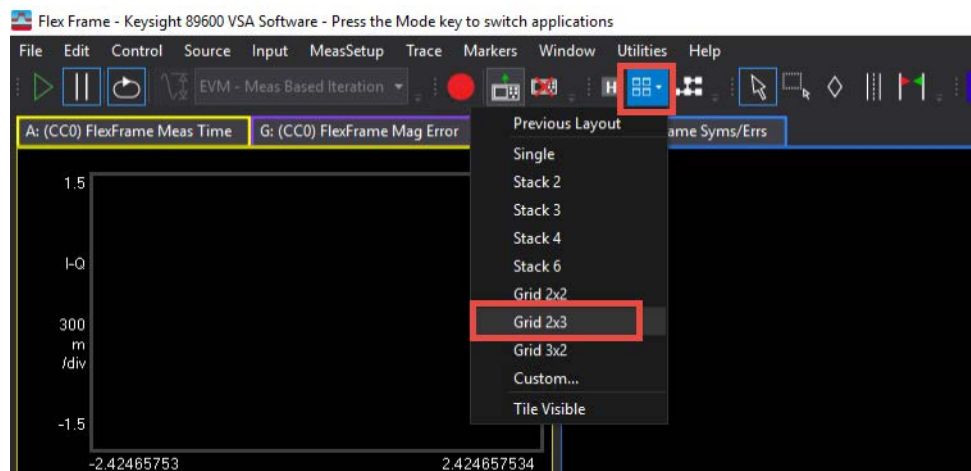 Flex Frame - Keysight 89600 VSA Software - Press the Mode key to switch applications
File Edit Control Source Input MeasSetup Trace Markers Window Utilities Help
EVM - Meas Based Iteration
A: (CC0) FlexFrame Meas Time G: (CC0) FlexFrame Mag Error ame Syms/Errs
Previous Layout
Single
Stack 2
Stack 3
Stack 4
Stack 6
Grid 2x2
Grid 2x3
Grid 3x2
Custom...
Tile Visible
1.5
I-Q
300
m
/div
-1.5
-2.42465753 2.424657534